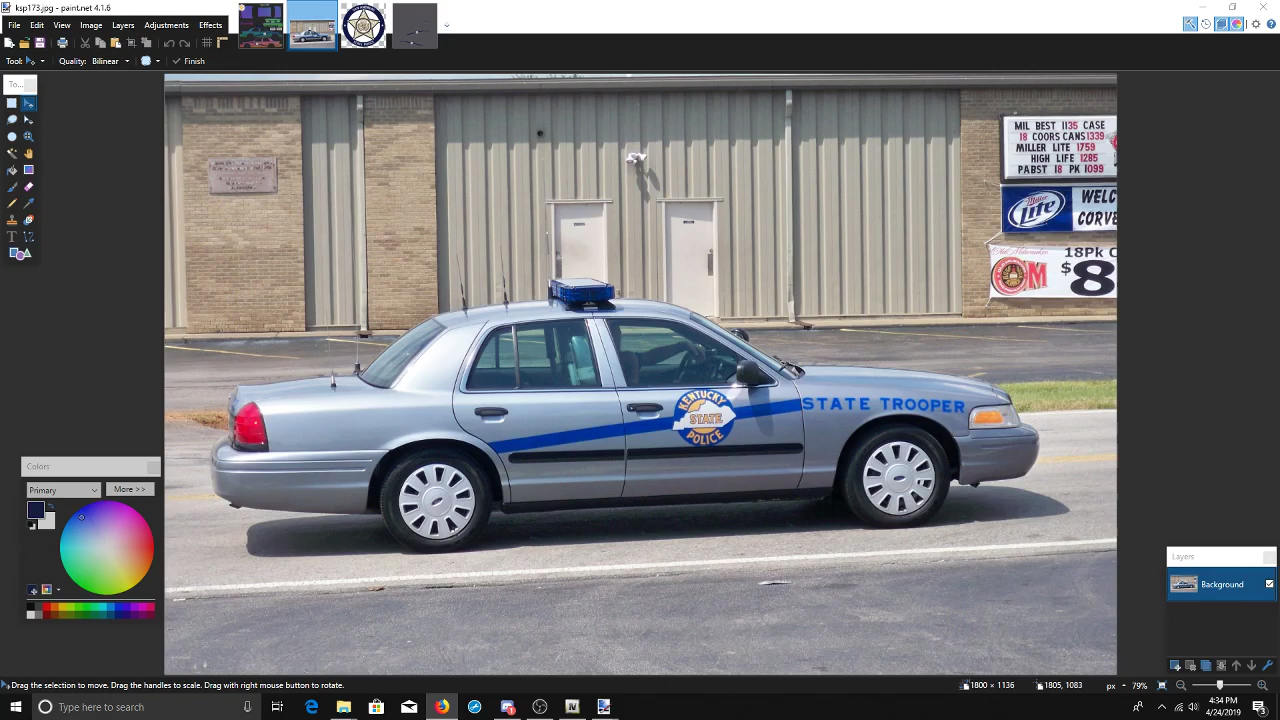 ksp173.jpg - paint.net 4.1.6
File Edit View Image Layers Adjustments Effects
Tool Quality: Bilinear Finish
To...
MIL BEST 1135 CASE
18 COORS CANS 1339
MILLER LITE 1759
HIGH LIFE 1285
PABST 18 PK 1099
Miller
Lite
WELC
CORVE
Old Milwaukee
18Pk C
OM
$8
KENTUCKY
STATE
POLICE
STATE TROOPER
Colors
Primary
More >>
Layers
Background
Drag the selection to move. Drag the handles to scale. Drag with right mouse button to rotate.
1800 × 1136
1805, 1083
px
79%
Type here to search
4:34 PM
4/24/2019